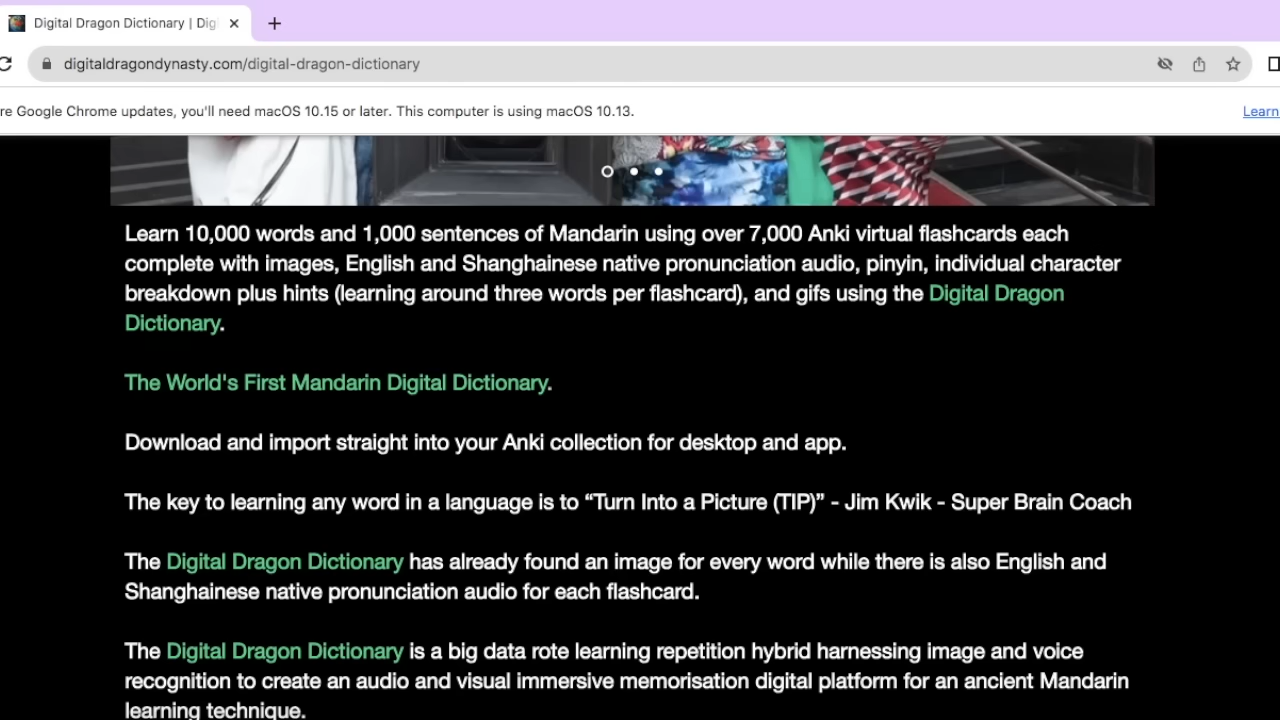 Digital Dragon Dictionary | Dig
digitaldragondynasty.com/digital-dragon-dictionary
re Google Chrome updates, you'll need macOS 10.15 or later. This computer is using macOS 10.13.
Learn
Learn 10,000 words and 1,000 sentences of Mandarin using over 7,000 Anki virtual flashcards each
complete with images, English and Shanghainese native pronunciation audio, pinyin, individual character
breakdown plus hints (learning around three words per flashcard), and gifs using the Digital Dragon
Dictionary.
The World's First Mandarin Digital Dictionary.
Download and import straight into your Anki collection for desktop and app.
The key to learning any word in a language is to “Turn Into a Picture (TIP)” - Jim Kwik - Super Brain Coach
The Digital Dragon Dictionary has already found an image for every word while there is also English and
Shanghainese native pronunciation audio for each flashcard.
The Digital Dragon Dictionary is a big data rote learning repetition hybrid harnessing image and voice
recognition to create an audio and visual immersive memorisation digital platform for an ancient Mandarin
learning technique.